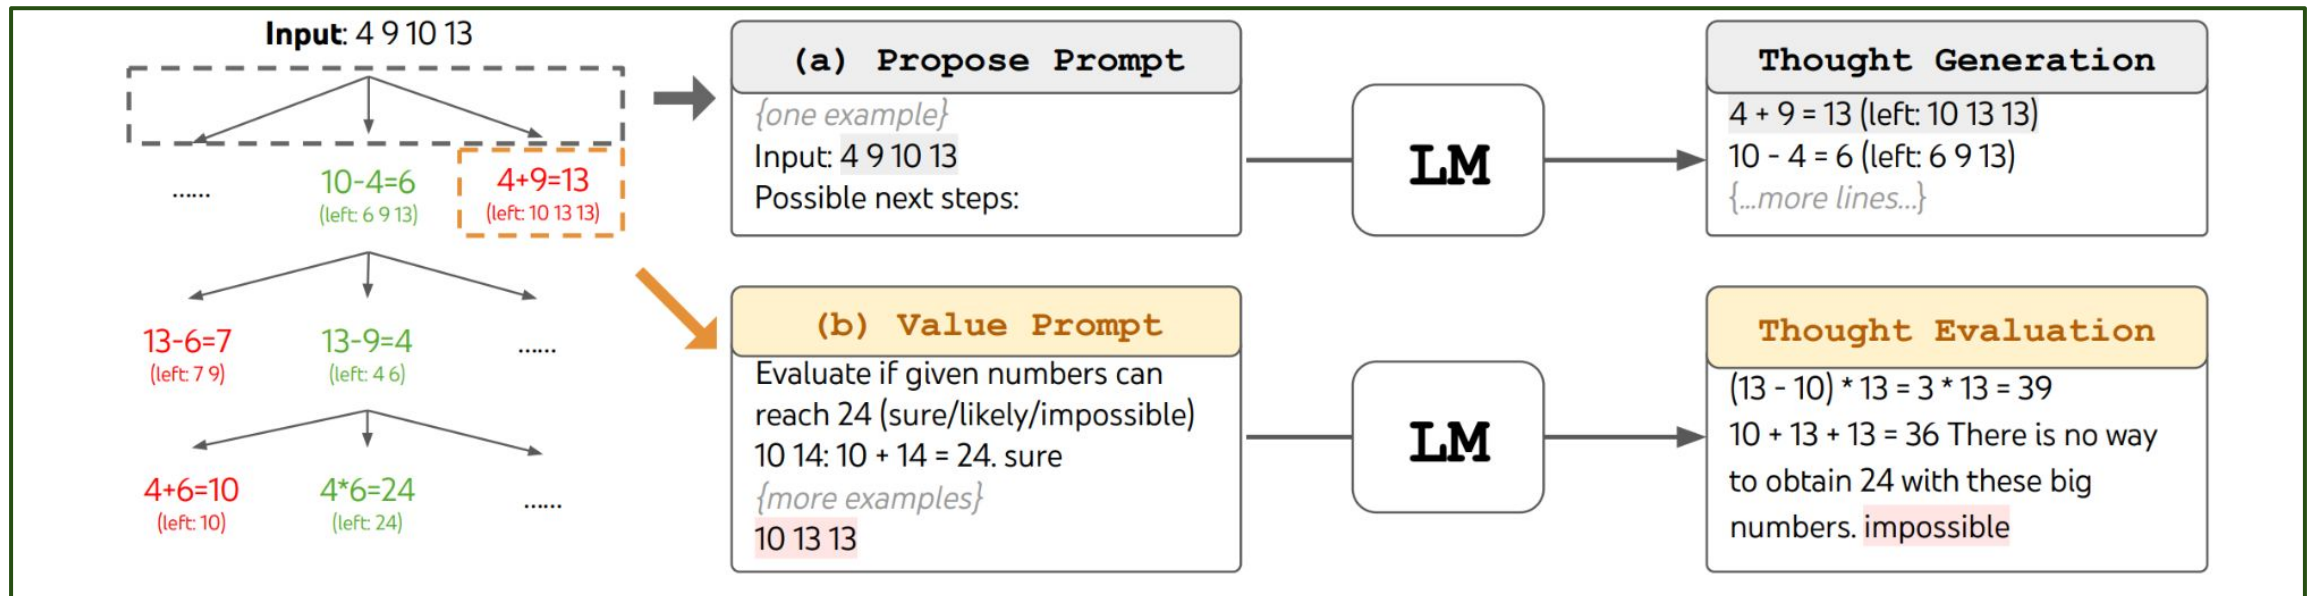 Input: 4 9 10 13
......
10-4=6
(left: 6 9 13)
4+9=13
(left: 10 13 13)
13-6=7
(left: 7 9)
13-9=4
(left: 4 6)
......
4+6=10
(left: 10)
4*6=24
(left: 24)
......
(a) Propose Prompt
{one example}
Input: 4 9 10 13
Possible next steps:
LM
Thought Generation
4 + 9 = 13 (left: 10 13 13)
10 - 4 = 6 (left: 6 9 13)
{...more lines...}
(b) Value Prompt
Evaluate if given numbers can
reach 24 (sure/likely/impossible)
10 14: 10 + 14 = 24. sure
{more examples}
10 13 13
LM
Thought Evaluation
(13 - 10) * 13 = 3 * 13 = 39
10 + 13 + 13 = 36 There is no way
to obtain 24 with these big
numbers. impossible